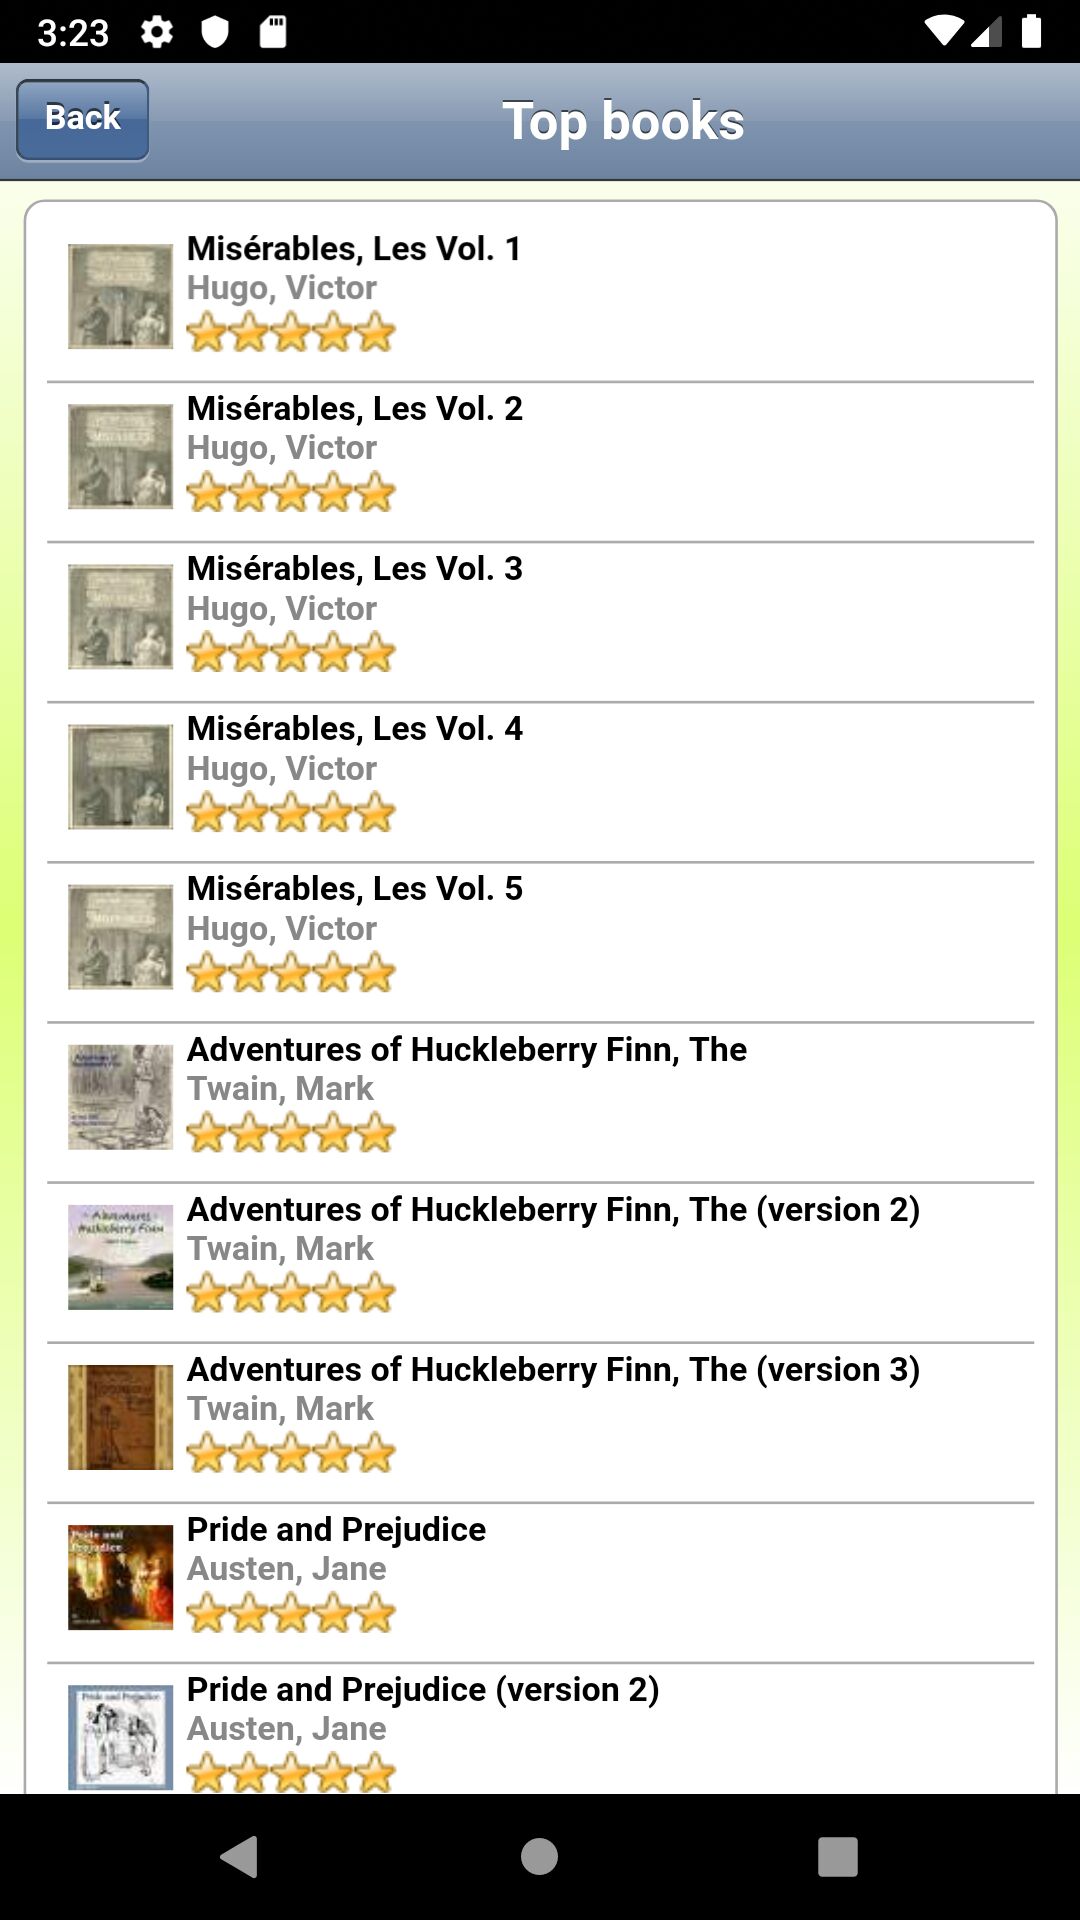 3:23
Back
Top books
Misérables, Les Vol. 1
Hugo, Victor
Misérables, Les Vol. 2
Hugo, Victor
Misérables, Les Vol. 3
Hugo, Victor
Misérables, Les Vol. 4
Hugo, Victor
Misérables, Les Vol. 5
Hugo, Victor
Adventures of Huckleberry Finn, The
Twain, Mark
Adventures of Huckleberry Finn, The (version 2)
Twain, Mark
Adventures of Huckleberry Finn, The (version 3)
Twain, Mark
Pride and Prejudice
Austen, Jane
Pride and Prejudice (version 2)
Austen, Jane